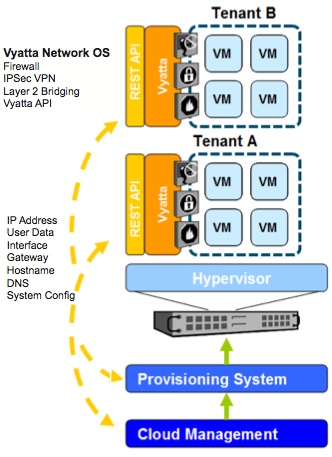 Tenant B
Vyatta Network OS
Firewall
IPSec VPN
Layer 2 Bridging
Vyatta API
REST API
Vyatta
VM VM
VM VM
Tenant A
REST API
Vyatta
VM VM
VM VM
IP Address
User Data
Interface
Gateway
Hostname
DNS
System Config
Hypervisor
Provisioning System
Cloud Management